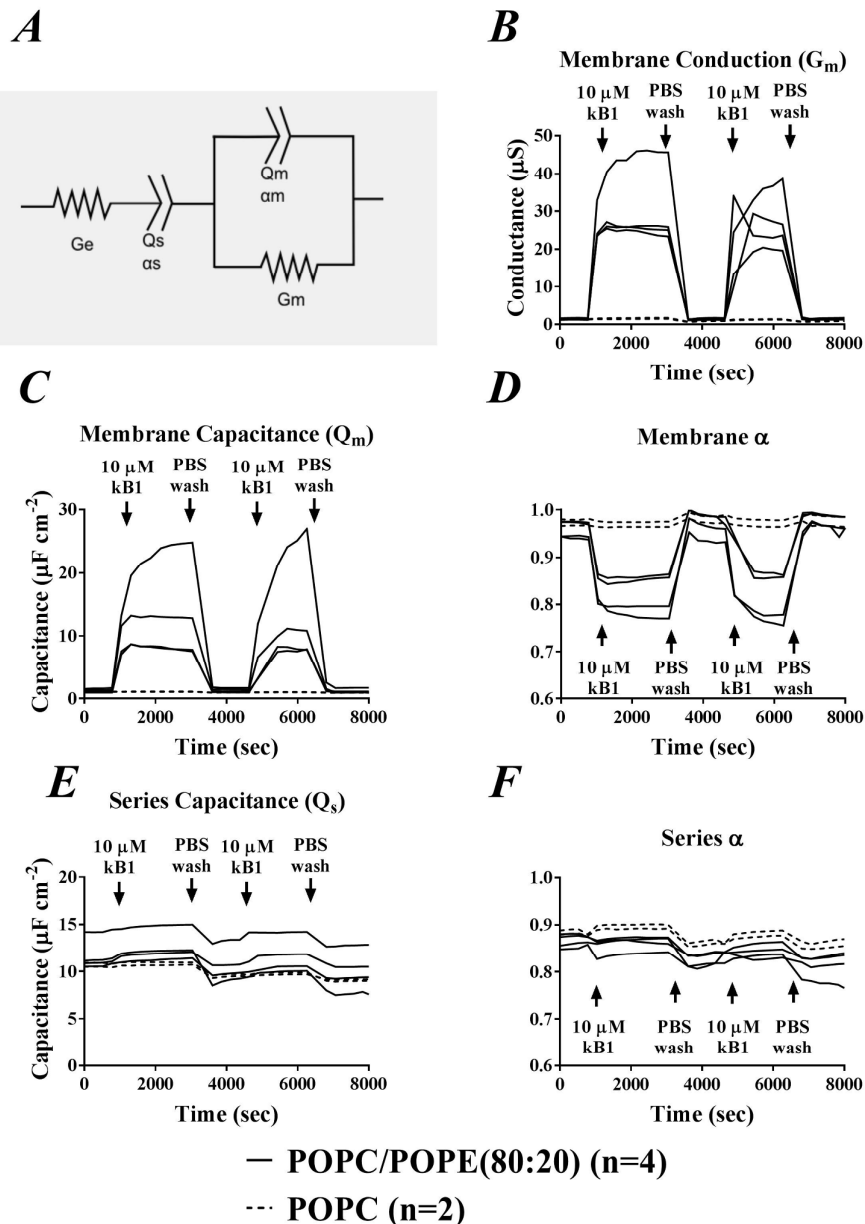 A
Ge
Qs
αs
Qm
αm
Gm
B
Membrane Conduction (Gm)
10 μM
kB1
PBS
wash
10 μM
kB1
PBS
wash
Conductance (μS)
50
40
30
20
10
0
0 2000 4000 6000 8000
Time (sec)
C
Membrane Capacitance (Qm)
10 μM
kB1
PBS
wash
10 μM
kB1
PBS
wash
Capacitance (μF cm-2)
30
20
10
0
0 2000 4000 6000 8000
Time (sec)
D
Membrane α
1.0
0.9
0.8
0.7
0.6
10 μM
kB1
PBS
wash
10 μM
kB1
PBS
wash
0 2000 4000 6000 8000
Time (sec)
E
Series Capacitance (Qs)
10 μM
kB1
PBS
wash
10 μM
kB1
PBS
wash
Capacitance (μF cm-2)
20
15
10
5
0
0 2000 4000 6000 8000
Time (sec)
F
Series α
1.0
0.9
0.8
0.7
0.6
10 μM
kB1
PBS
wash
10 μM
kB1
PBS
wash
0 2000 4000 6000 8000
Time (sec)
POPC/POPE(80:20) (n=4)
POPC (n=2)